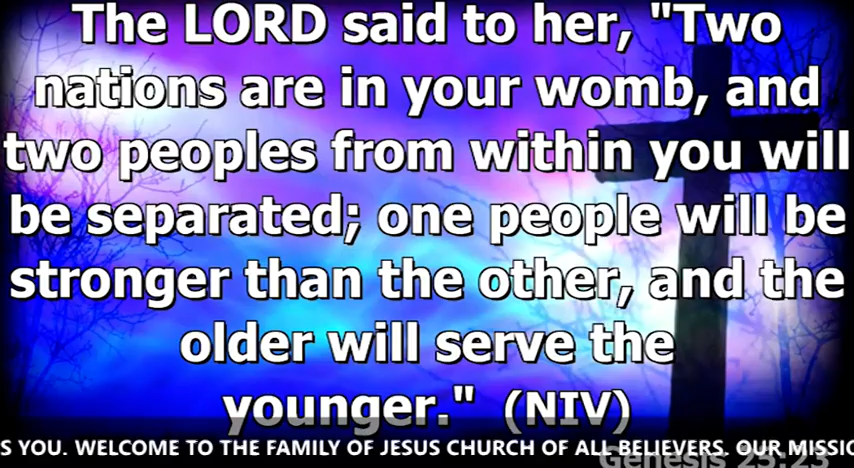 The LORD said to her, "Two
nations are in your womb, and
two peoples from within you will
be separated; one people will be
stronger than the other, and the
older will serve the
younger." (NIV)
S YOU. WELCOME TO THE FAMILY OF JESUS CHURCH OF ALL BELIEVERS. OUR MISSIO
Genesis 25:23